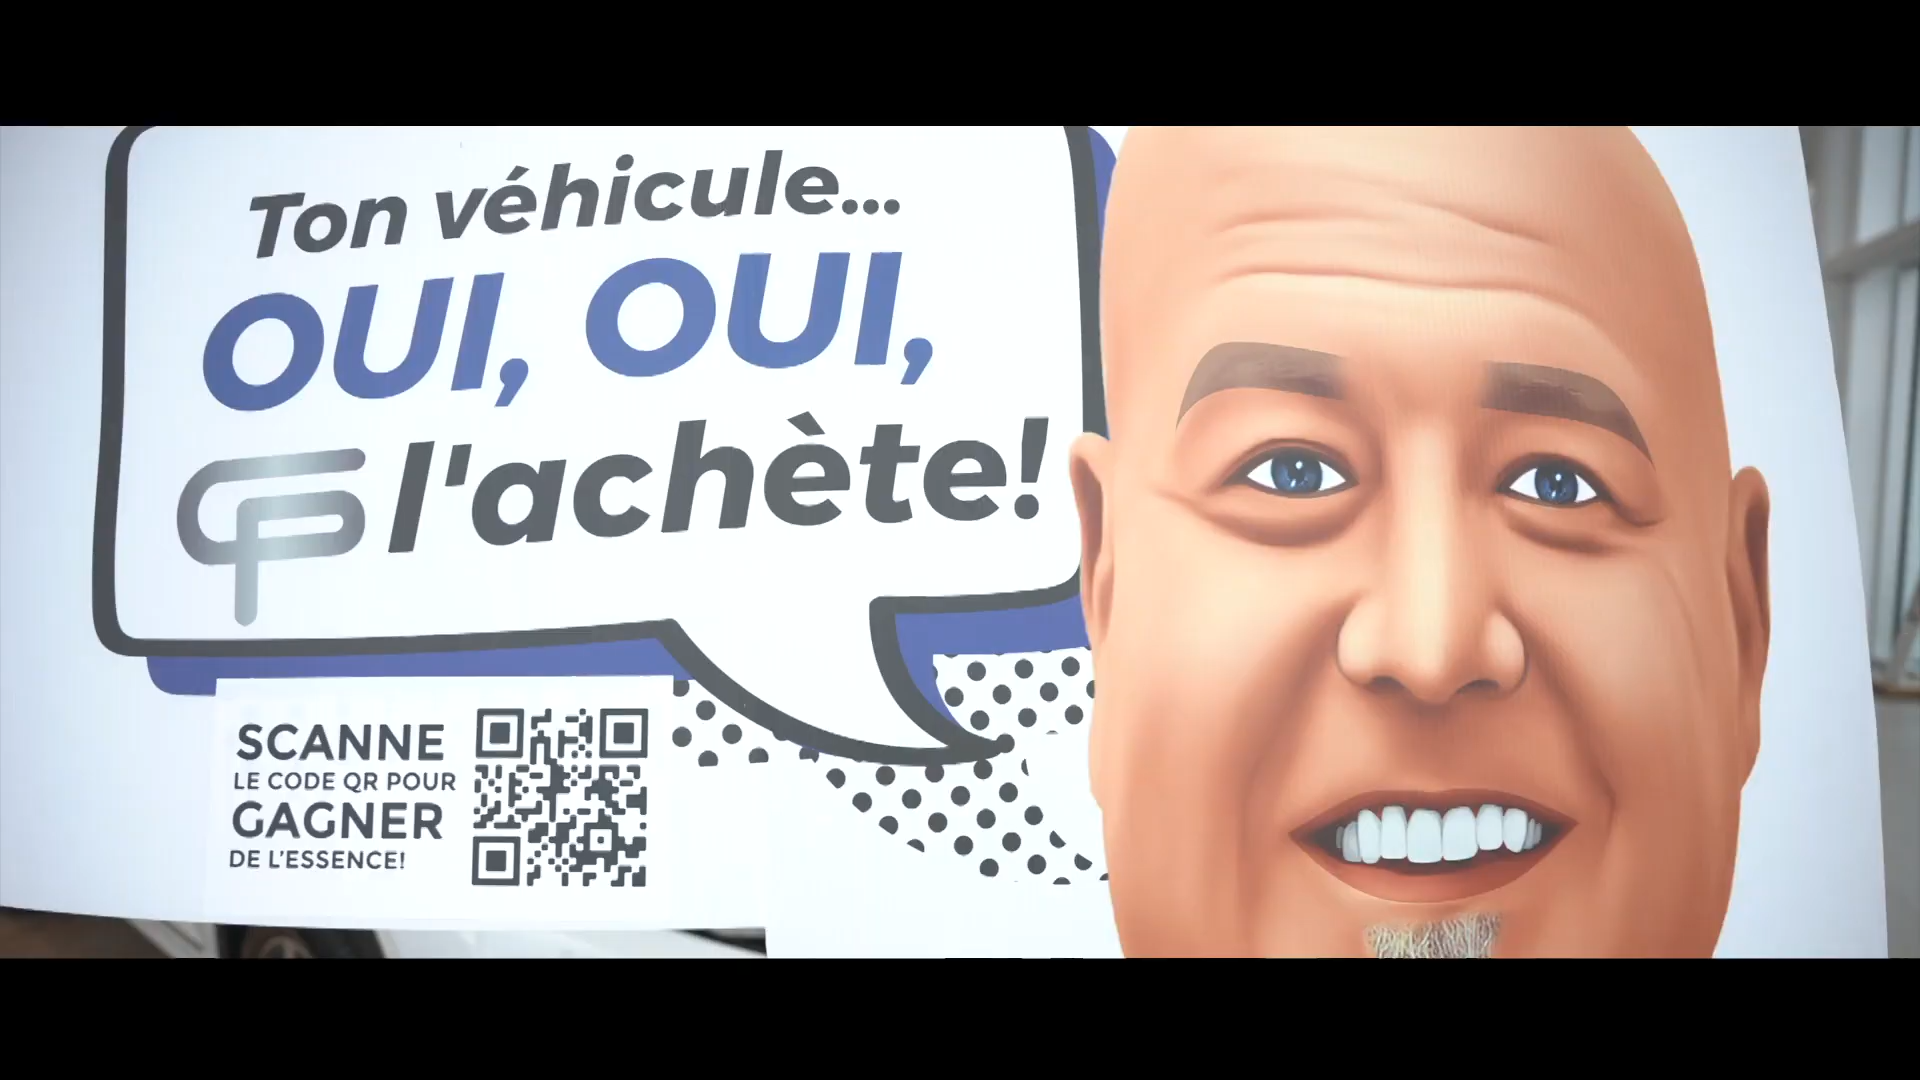 Ton véhicule...
OUI, OUI,
l'achète!
SCANNE
LE CODE QR POUR
GAGNER
DE L'ESSENCE!